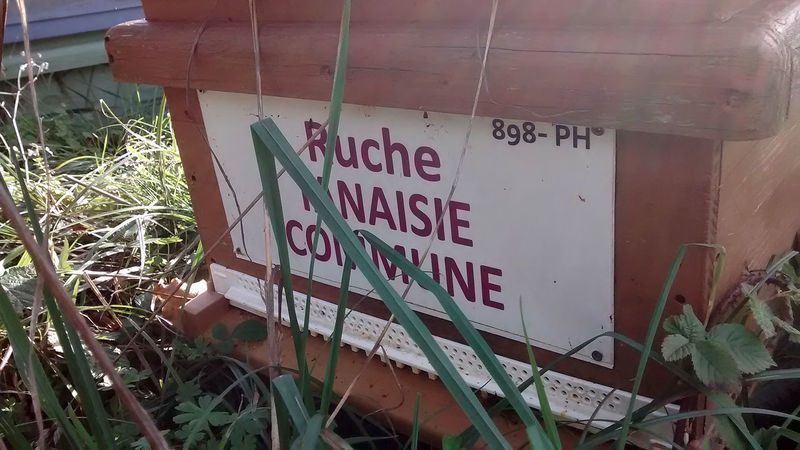 898- PH
Ruche
TANAISIE
COMMUNE